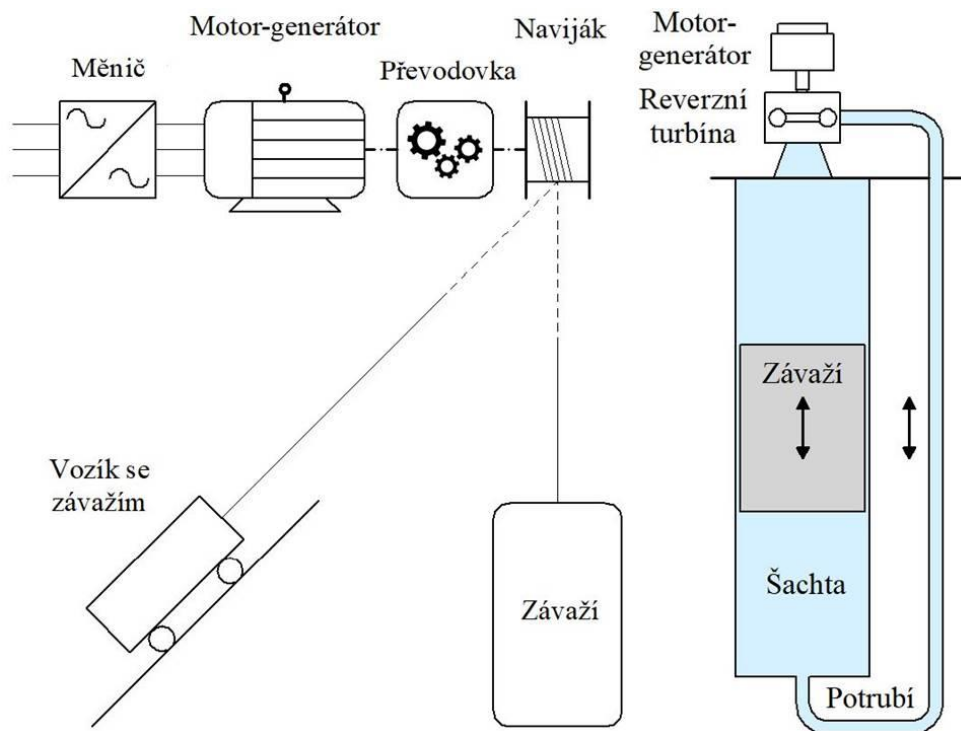 Měnič
Motor-generátor
Převodovka
Naviják
Vozík se
závažím
Závaží
Motor-
generátor
Reverzní
turbína
Závaží
Šachta
Potrubí